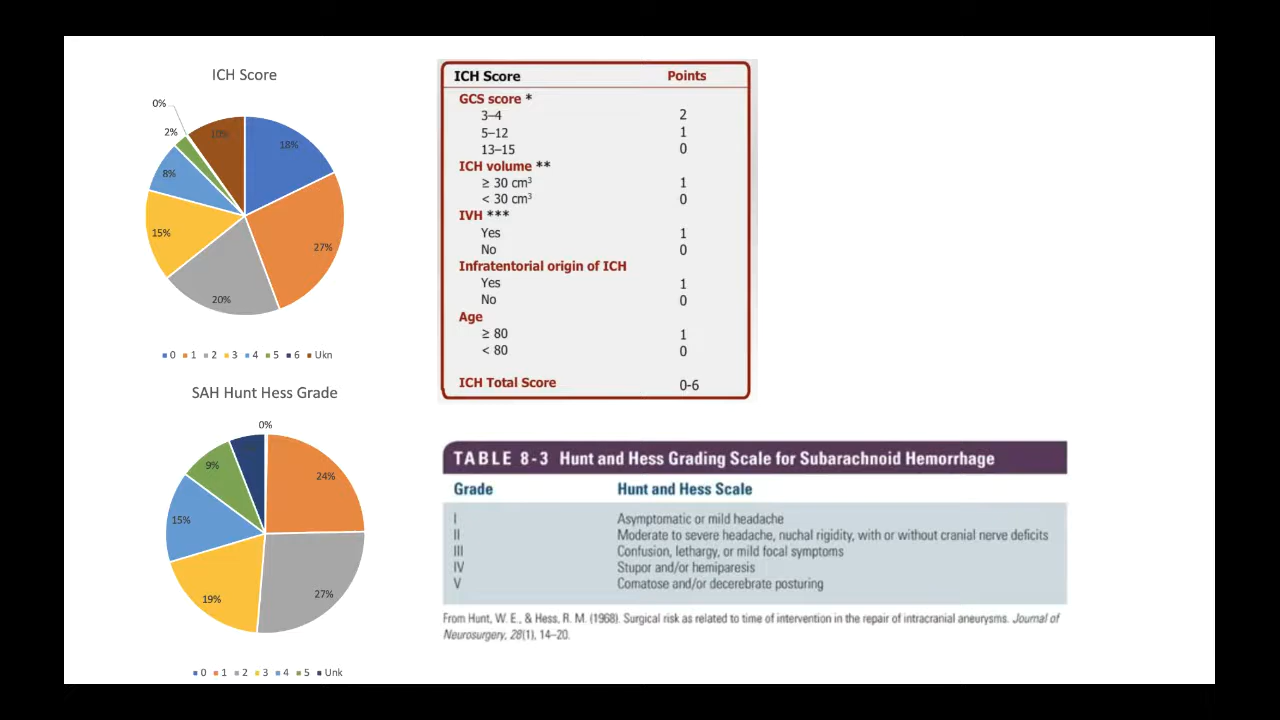 ICH Score
0%
2%
10%
18%
8%
15%
27%
20%
0 1 2 3 4 5 6 Ukn
SAH Hunt Hess Grade
0%
9%
24%
15%
19%
27%
0 1 2 3 4 5 Unk
ICH Score Points
GCS score *
3–4 2
5–12 1
13–15 0
ICH volume **
≥ 30 cm³ 1
< 30 cm³ 0
IVH ***
Yes 1
No 0
Infratentorial origin of ICH
Yes 1
No 0
Age
≥ 80 1
< 80 0
ICH Total Score 0-6
TABLE 8-3 Hunt and Hess Grading Scale for Subarachnoid Hemorrhage
Grade Hunt and Hess Scale
I Asymptomatic or mild headache
II Moderate to severe headache, nuchal rigidity, with or without cranial nerve deficits
III Confusion, lethargy, or mild focal symptoms
IV Stupor and/or hemiparesis
V Comatose and/or decerebrate posturing
From Hunt, W. E., & Hess, R. M. (1968). Surgical risk as related to time of intervention in the repair of intracranial aneurysms. Journal of
Neurosurgery, 28(1), 14–20.